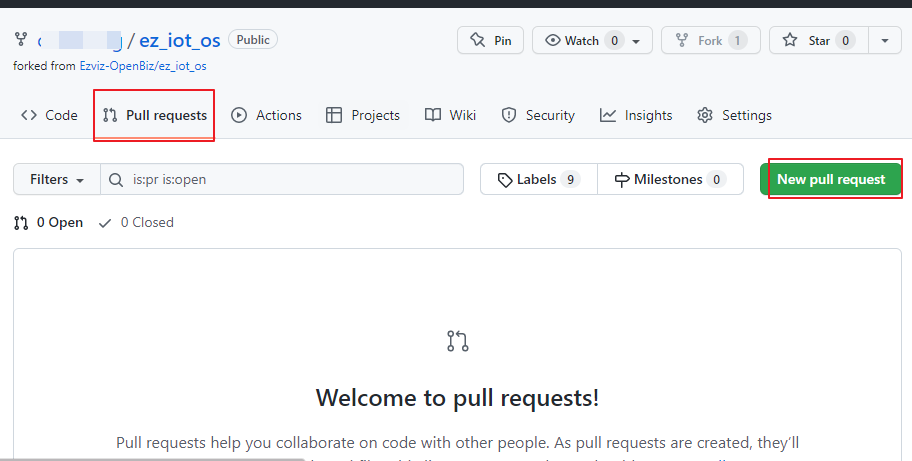 / ez_iot_os Public Pin Watch 0 Fork 1 Star 0
forked from Ezviz-OpenBiz/ez_iot_os
Code Pull requests Actions Projects Wiki Security Insights Settings
Filters is:pr is:open Labels 9 Milestones 0 New pull request
0 Open 0 Closed
Welcome to pull requests!
Pull requests help you collaborate on code with other people. As pull requests are created, they’ll